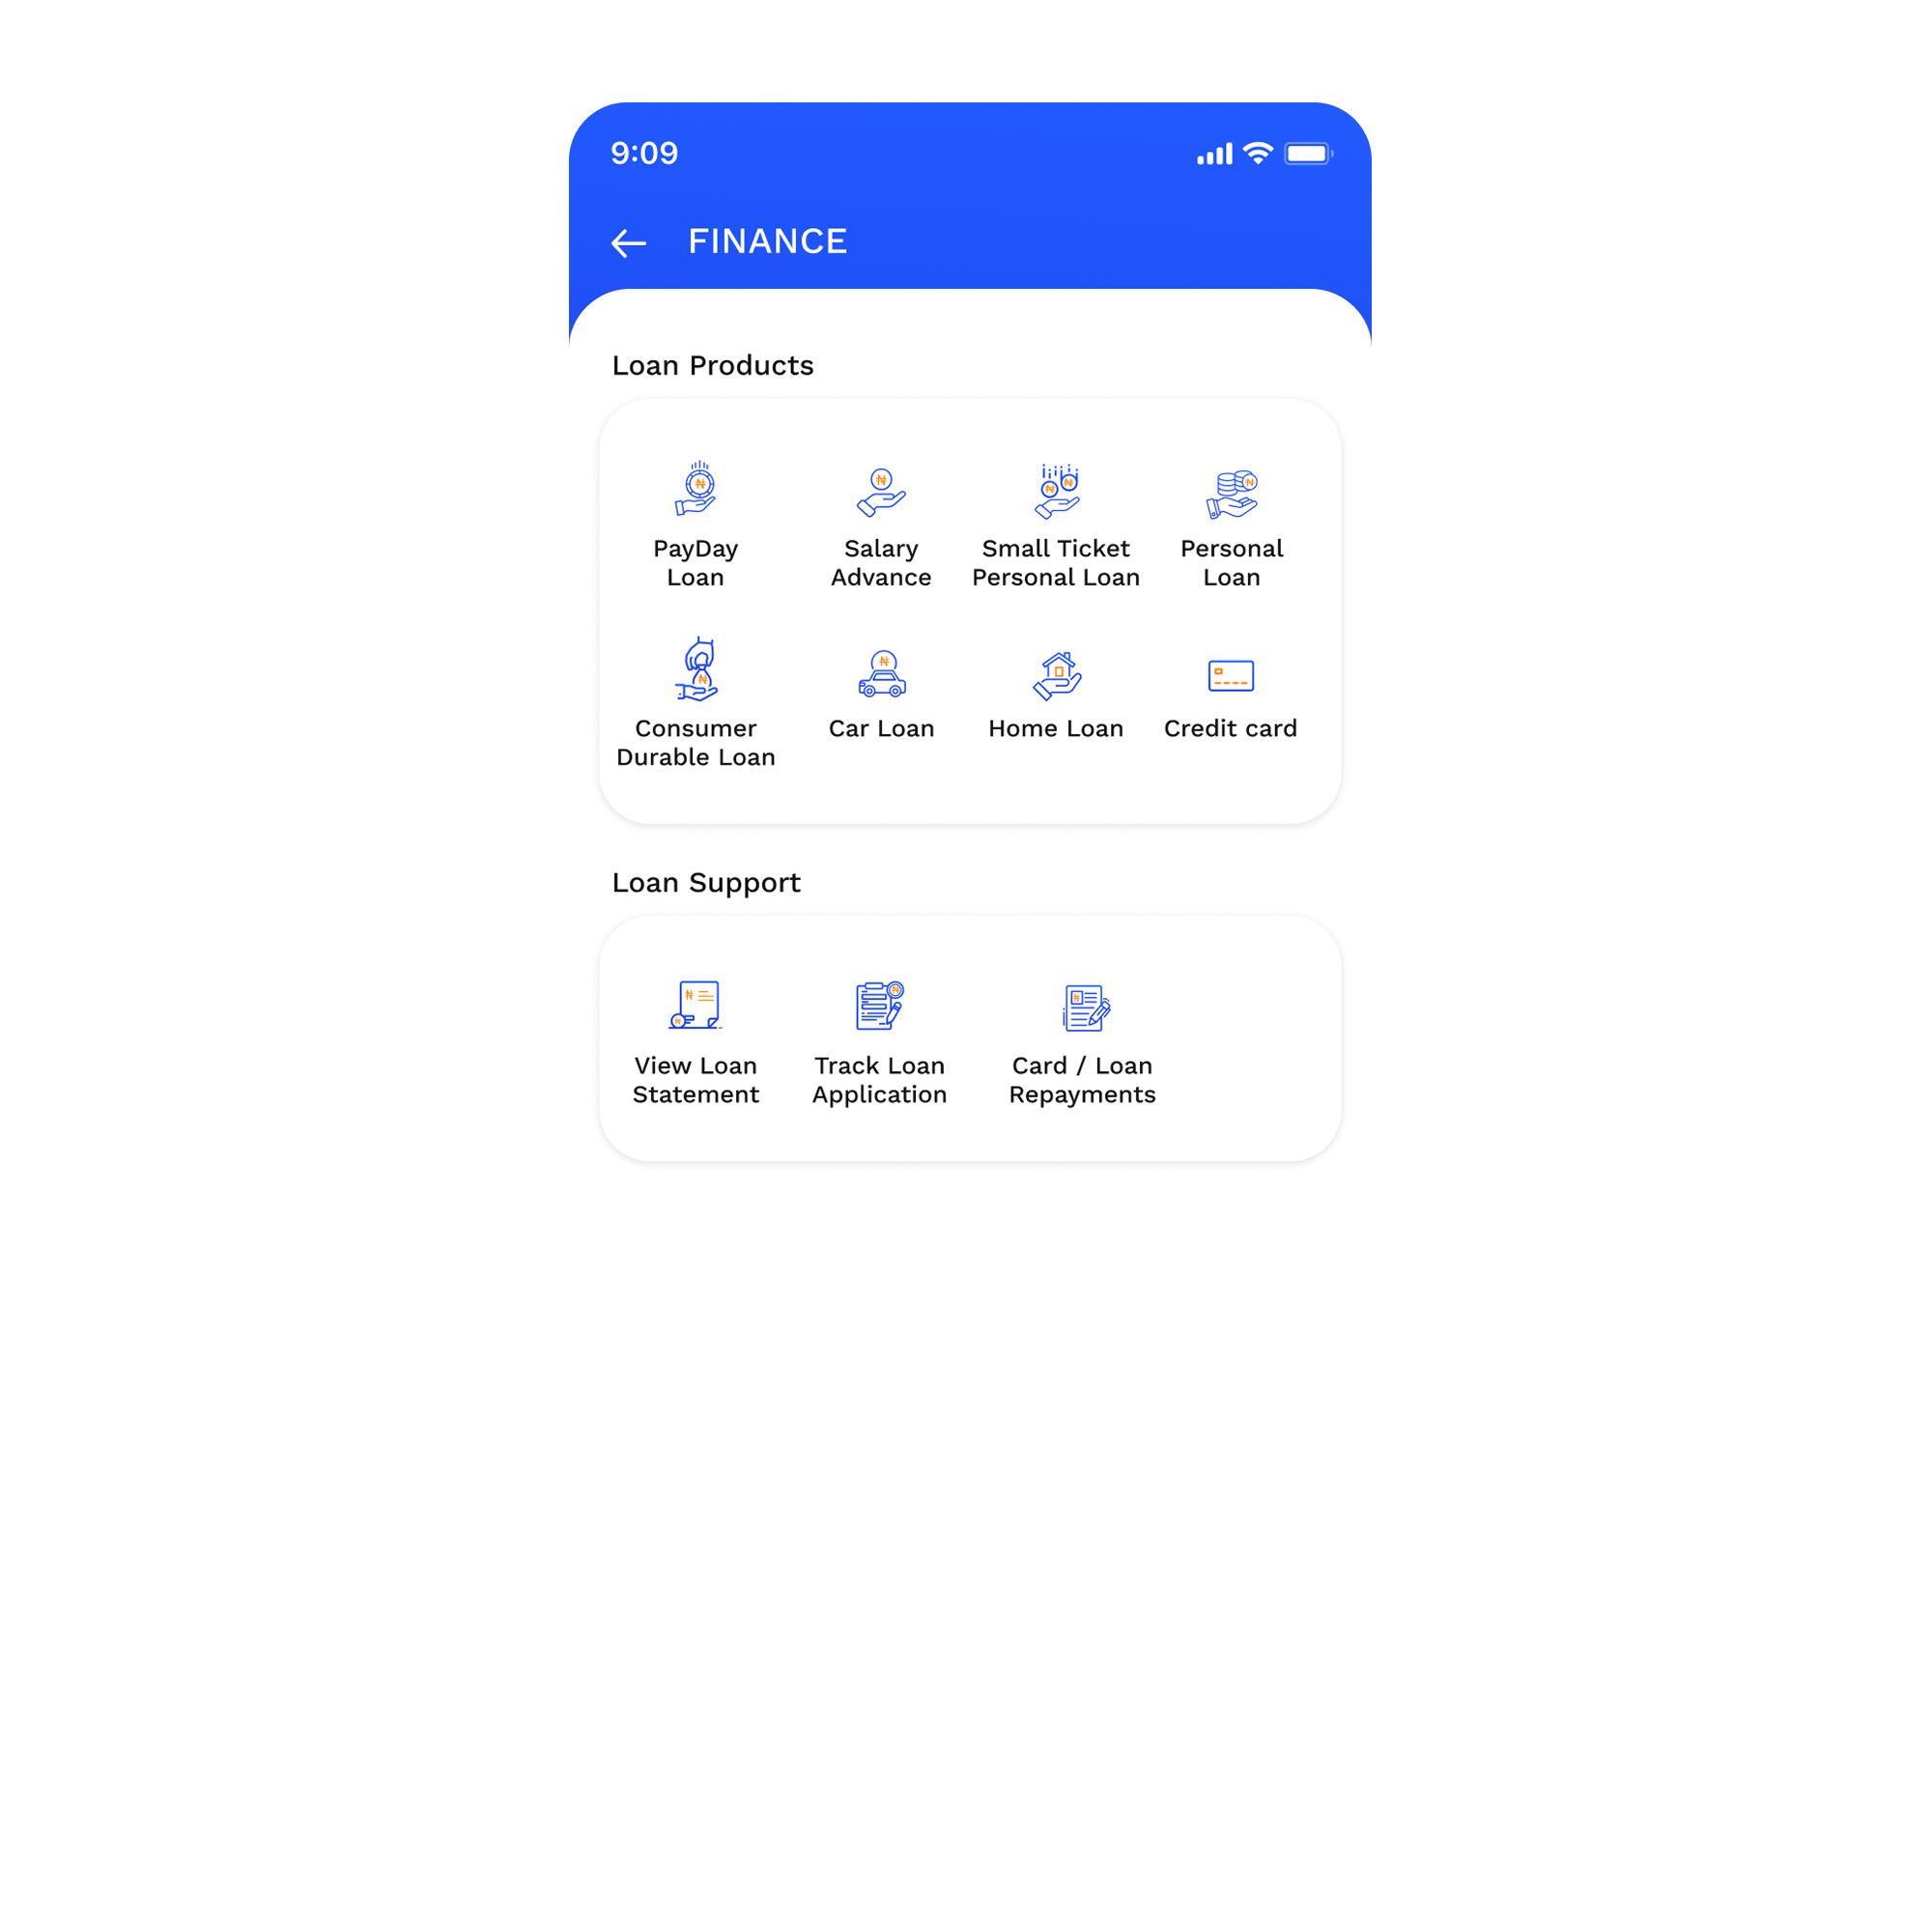 9:09
FINANCE
Loan Products
₦
₦
₦ ₦
₦
PayDay
Loan
Salary
Advance
Small Ticket
Personal Loan
Personal
Loan
₦
₦
Consumer
Durable Loan
Car Loan
Home Loan
Credit card
Loan Support
₦
₦
₦
₦
View Loan
Statement
Track Loan
Application
Card / Loan
Repayments